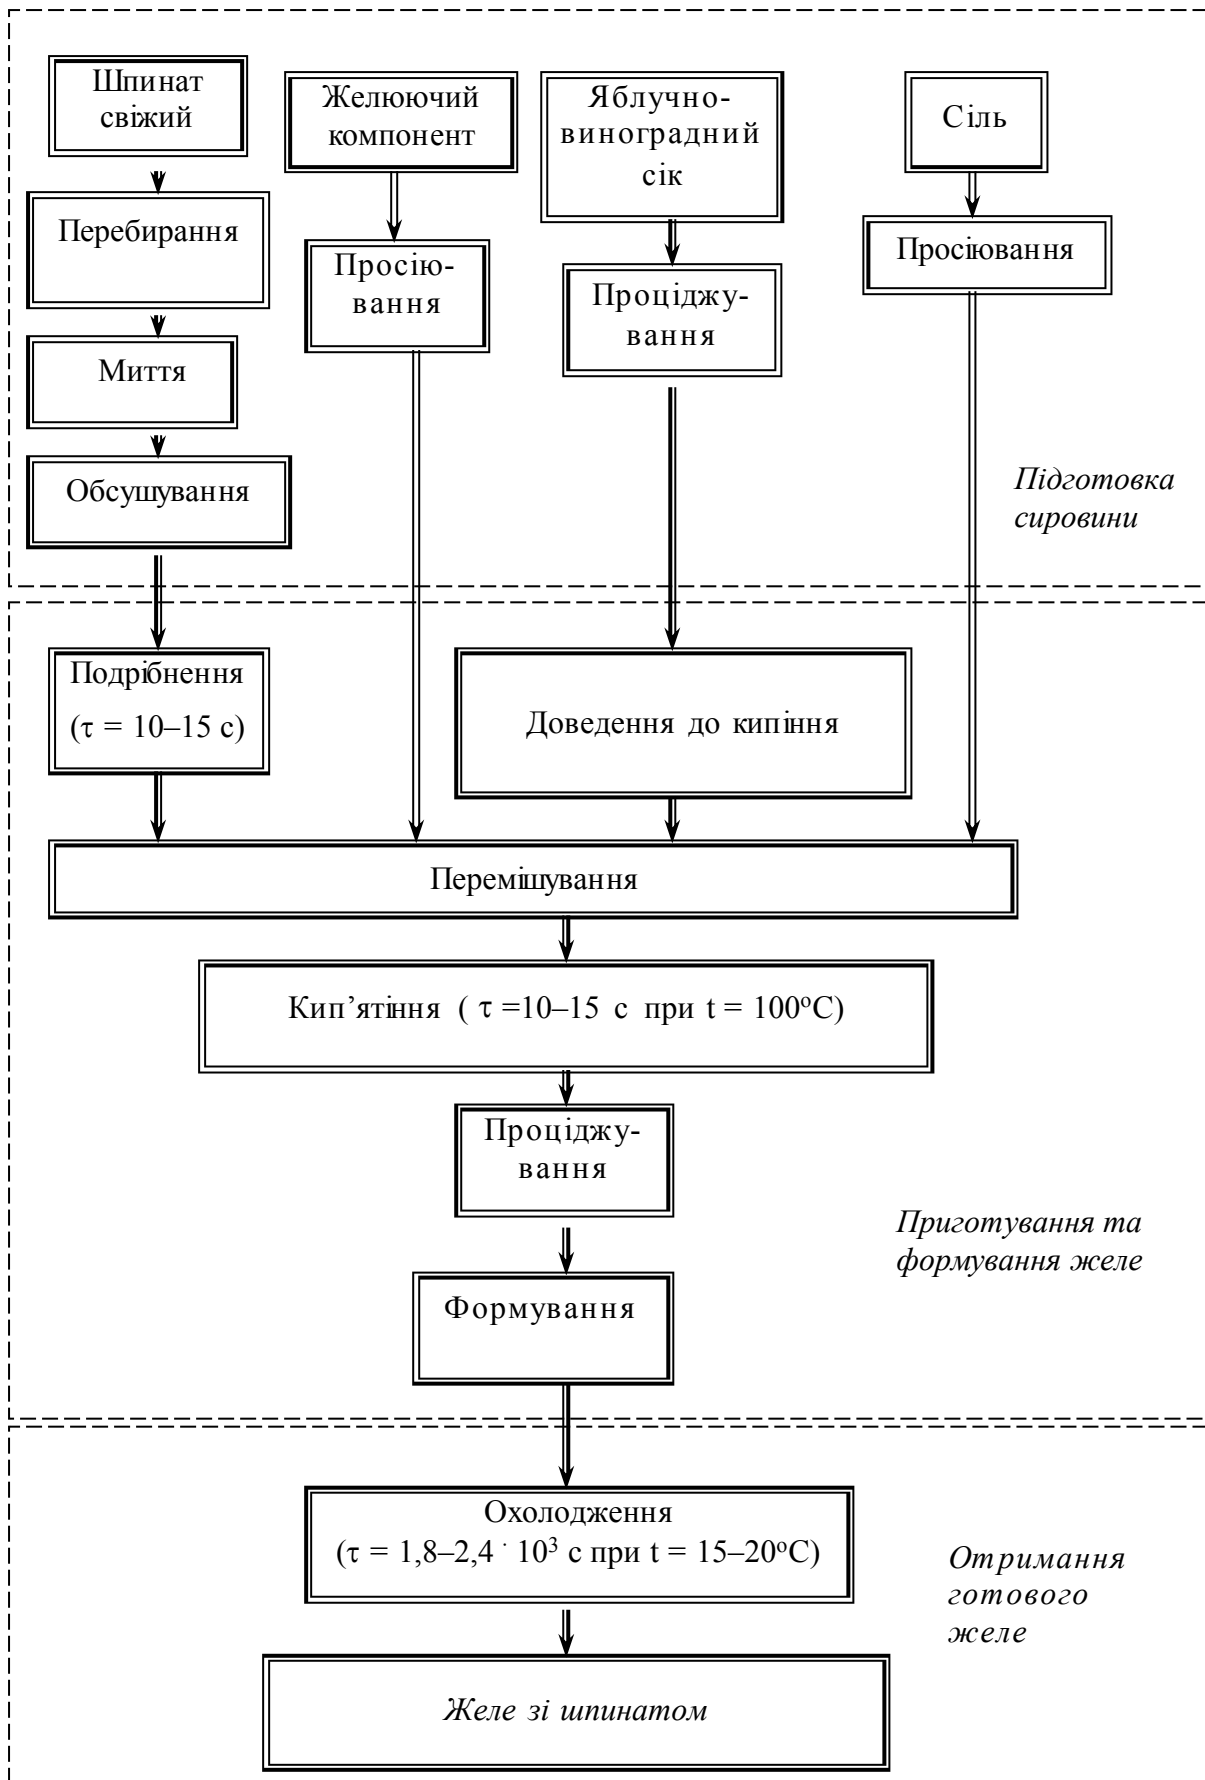 Шпинат
свіжий
Желюючий
компонент
Яблучно-
виноградний
сік
Сіль
Перебирання
Просію-
вання
Проціджу-
вання
Просіювання
Миття
Обсушування
Підготовка
сировини
Подрібнення
(τ = 10–15 с)
Доведення до кипіння
Перемішування
Кип’ятіння ( τ =10–15 с при t = 100°С)
Проціджу-
вання
Приготування та
формування желе
Формування
Охолодження
(τ = 1,8–2,4 · 10³ с при t = 15–20°С)
Отримання
готового
желе
Желе зі шпинатом